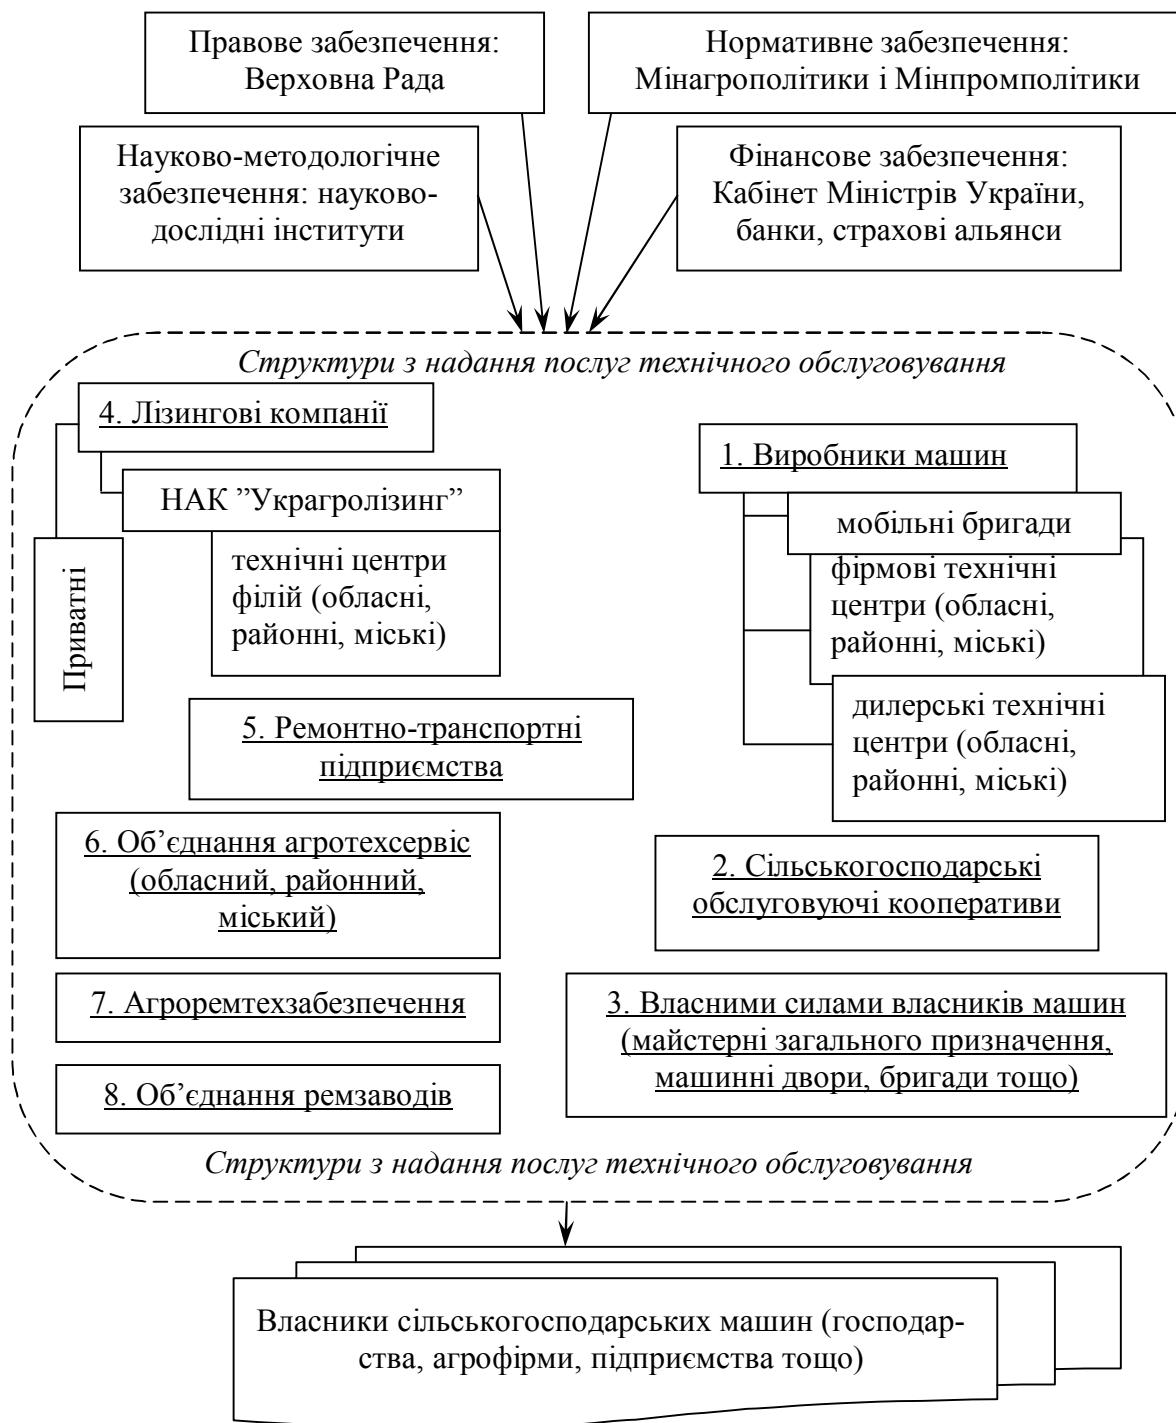 Правове забезпечення:
Верховна Рада
Нормативне забезпечення:
Мінагрополітики і Мінпромполітики
Науково-методологічне
забезпечення: науково-
дослідні інститути
Фінансове забезпечення:
Кабінет Міністрів України,
банки, страхові альянси
Структури з надання послуг технічного обслуговування
4. Лізингові компанії
НАК ”Украгролізинг”
технічні центри
філій (обласні,
районні, міські)
Приватні
1. Виробники машин
мобільні бригади
фірмові технічні
центри (обласні,
районні, міські)
дилерські технічні
центри (обласні,
районні, міські)
5. Ремонтно-транспортні
підприємства
6. Об’єднання агротехсервіс
(обласний, районний,
міський)
2. Сільськогосподарські
обслуговуючі кооперативи
7. Агроремтехзабезпечення
3. Власними силами власників машин
(майстерні загального призначення,
машинні двори, бригади тощо)
8. Об’єднання ремзаводів
Структури з надання послуг технічного обслуговування
Власники сільськогосподарських машин (господар-
ства, агрофірми, підприємства тощо)